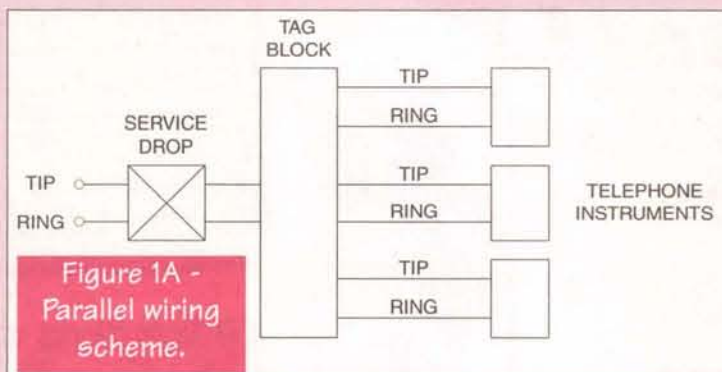 TAG
BLOCK
TIP
RING
SERVICE
DROP
TIP
RING
TIP
RING
TELEPHONE
INSTRUMENTS
TIP
RING
Figure 1A -
Parallel wiring
scheme.